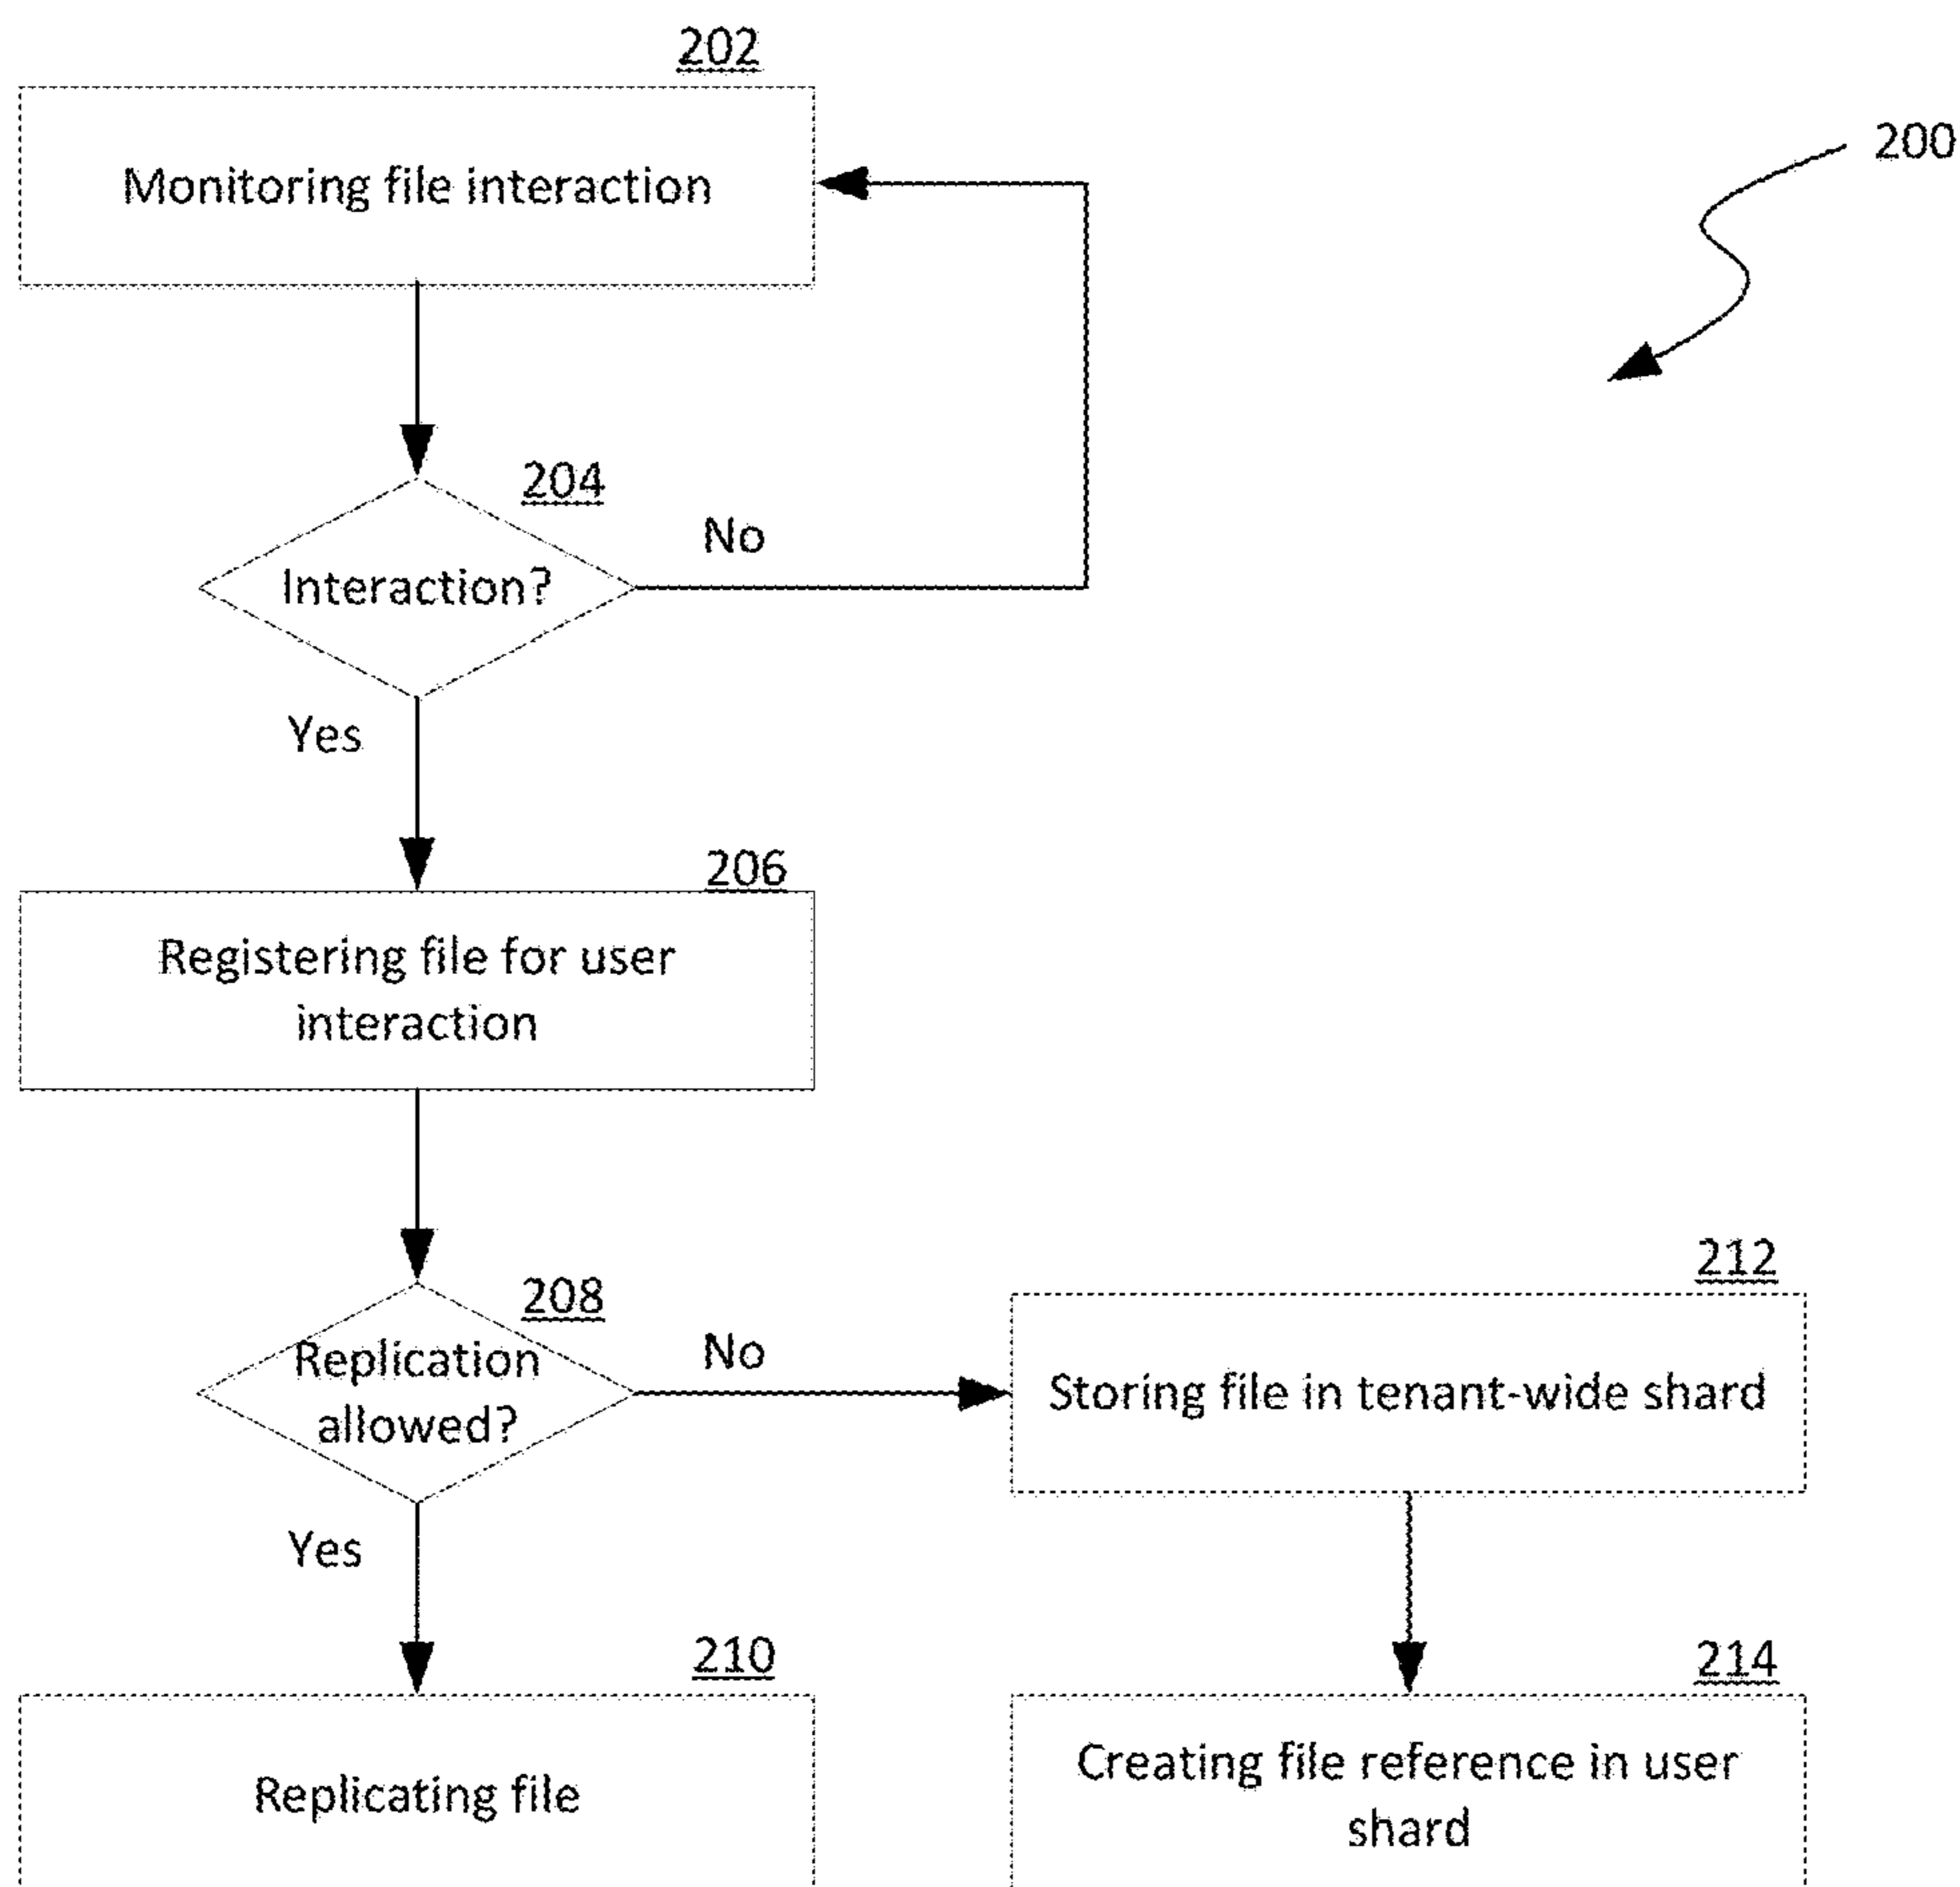 202
Monitoring file interaction
200
204
Interaction?
No
Yes
206
Registering file for user
interaction
208
Replication
allowed?
No
212
Storing file in tenant-wide shard
Yes
210
Replicating file
214
Creating file reference in user
shard